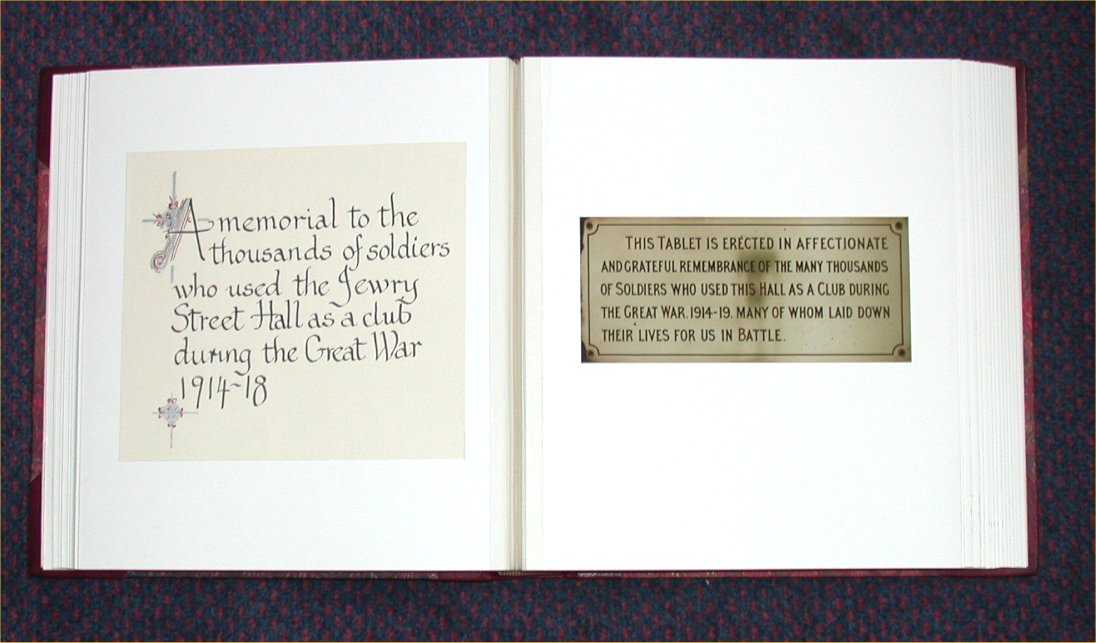 A memorial to the
thousands of soldiers
who used the Jewry
Street Hall as a club
during the Great War
1914~18
THIS TABLET IS ERECTED IN AFFECTIONATE
AND GRATEFUL REMEMBRANCE OF THE MANY THOUSANDS
OF SOLDIERS WHO USED THIS HALL AS A CLUB DURING
THE GREAT WAR. 1914-19. MANY OF WHOM LAID DOWN
THEIR LIVES FOR US IN BATTLE.